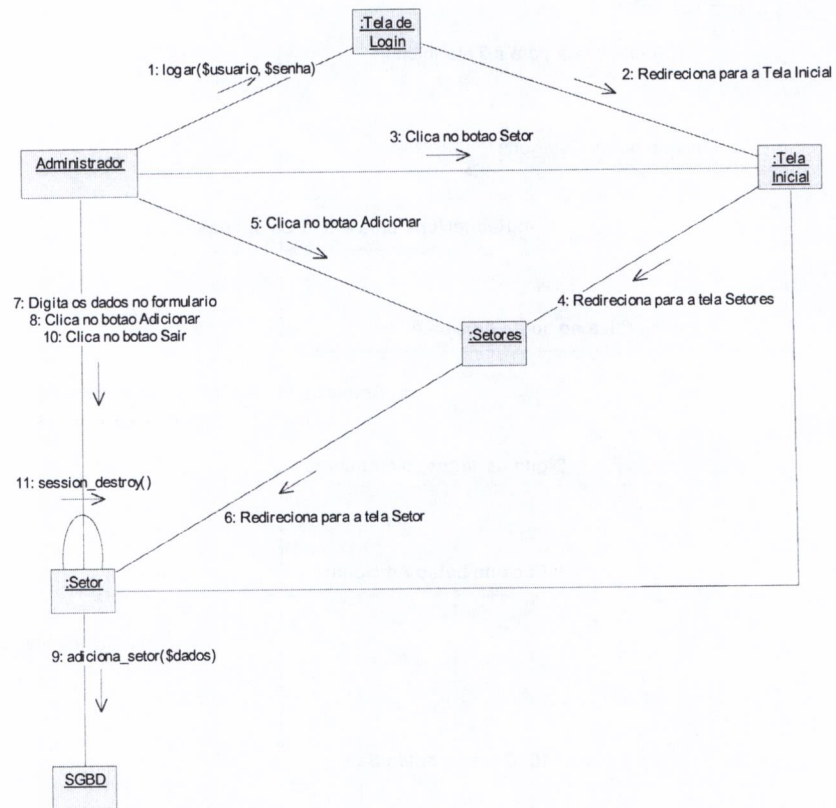 :Tela de
Login
1: logar($usuario, $senha)
2: Redireciona para a Tela Inicial
3: Clica no botao Setor
Administrador
:Tela
Inicial
5: Clica no botao Adicionar
4: Redireciona para a tela Setores
7: Digita os dados no formulario
8: Clica no botao Adicionar
10: Clica no botao Sair
:Setores
11: session_destroy()
6: Redireciona para a tela Setor
:Setor
9: adiciona_setor($dados)
SGBD